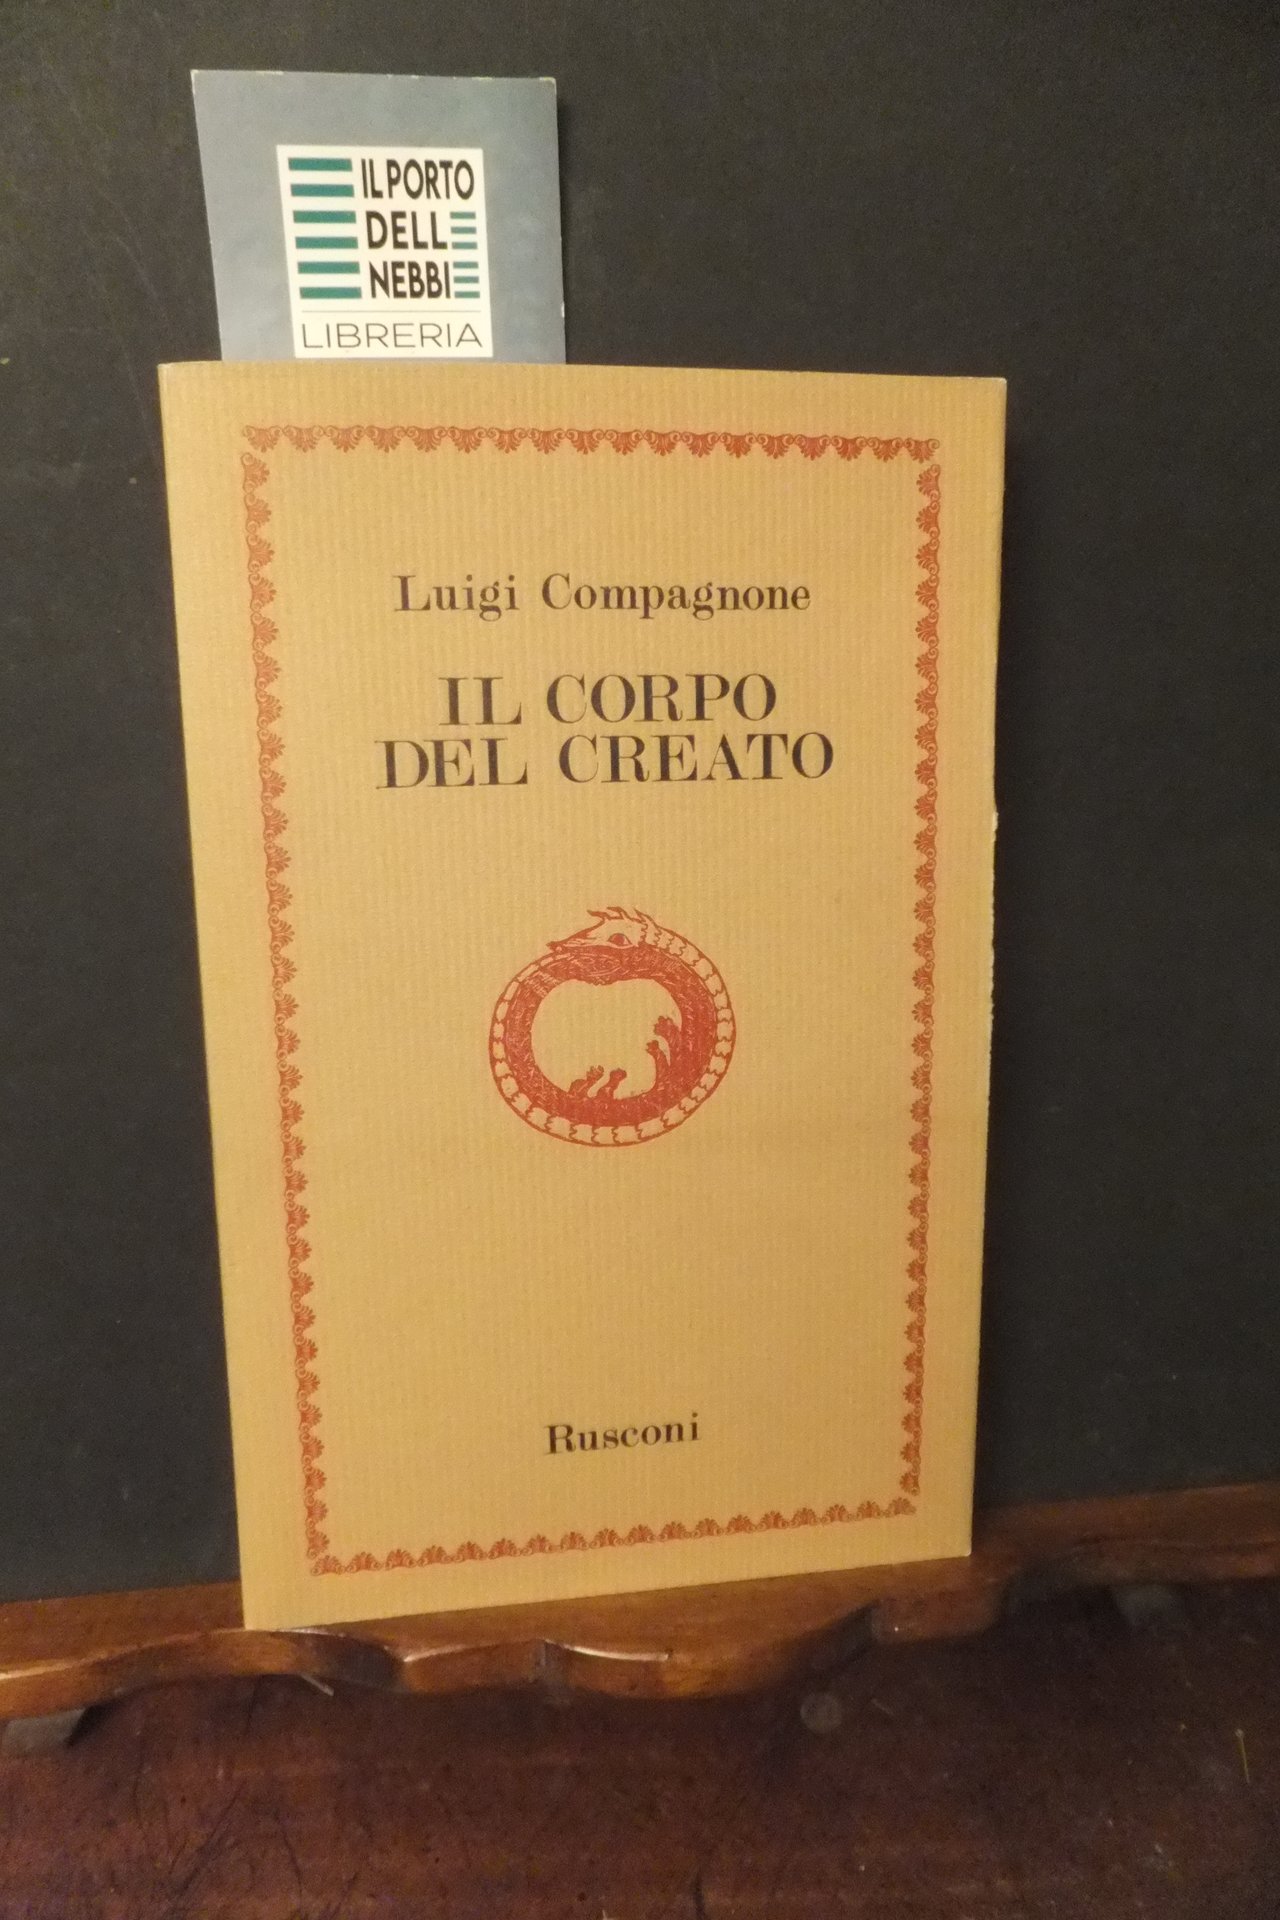 IL PORTO
DELLE
NEBBIE
LIBRERIA
Luigi Compagnone
IL CORPO
DEL CREATO
Rusconi